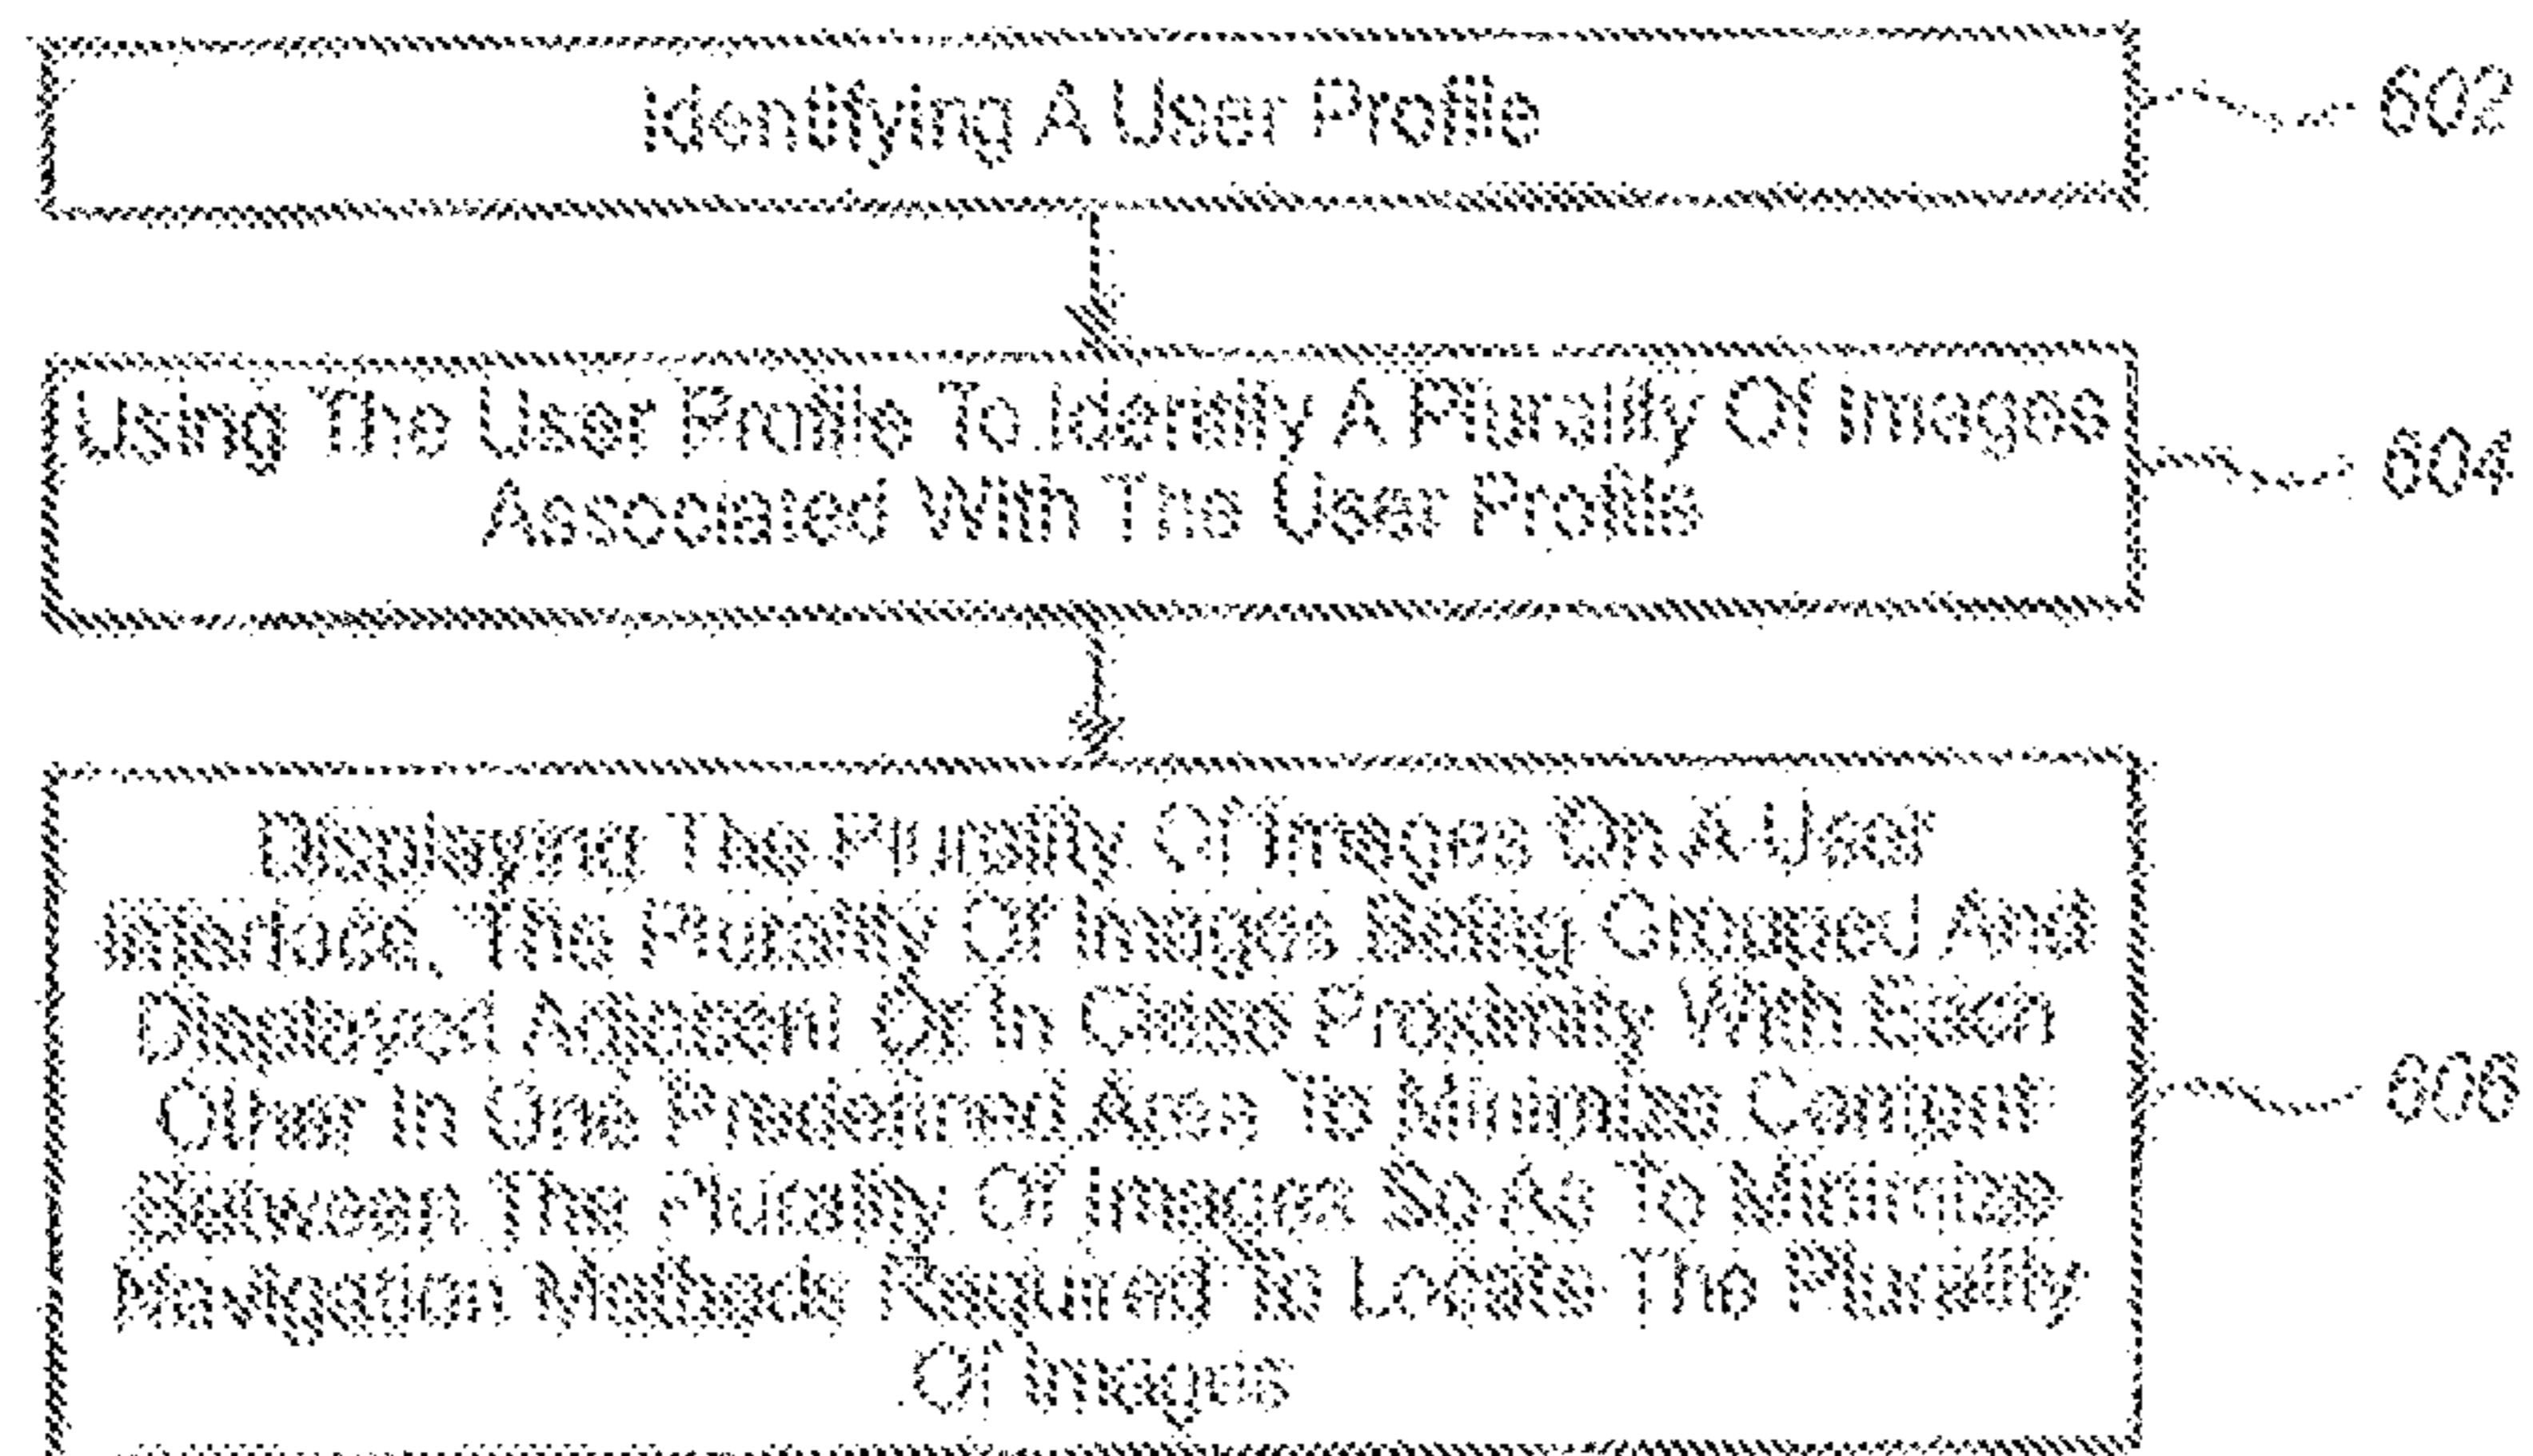 Identifying A User Profile
602
Using The User Profile To Identify A Plurality Of Images
Associated With The User Profile
604
Displaying The Plurality Of Images On A User
Interface, The Plurality Of Images Being Grouped And
Displayed Adjacent Or In Close Proximity With Each
Other In One Predefined Area To Minimize Content
Between The Plurality Of Images So As To Minimize
Navigation Methods Required To Locate The Plurality
Of Images
606